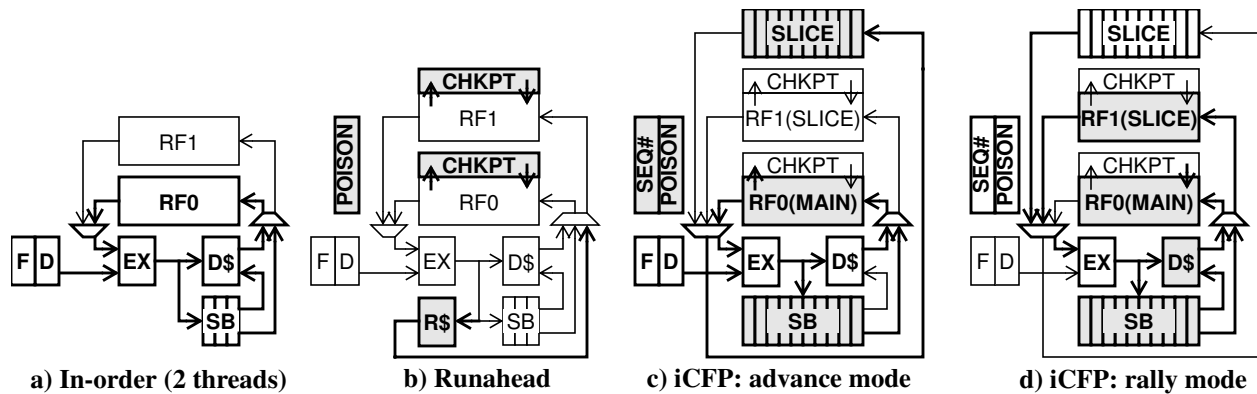 RF1
RF0
F D
EX
D$
SB
a) In-order (2 threads)
CHKPT
RF1
POISON
CHKPT
RF0
F D
EX
D$
R$
SB
b) Runahead
SLICE
CHKPT
RF1(SLICE)
SEQ#
POISON
CHKPT
RF0(MAIN)
F D
EX
D$
SB
c) iCFP: advance mode
SLICE
CHKPT
RF1(SLICE)
SEQ#
POISON
CHKPT
RF0(MAIN)
F D
EX
D$
SB
d) iCFP: rally mode